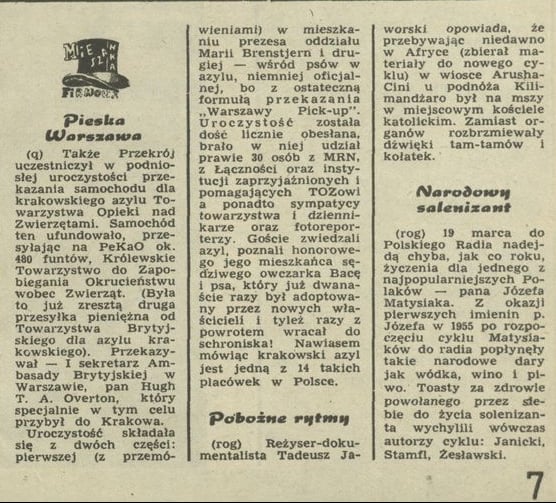 MIESZANKA
FIRMOWA
Pieska
Warszawa
(q) Także Przekrój
uczestniczył w podnio-
słej uroczystości prze-
kazania samochodu dla
krakowskiego azylu To-
warzystwa Opieki nad
Zwierzętami. Samochód
ten ufundowało, prze-
syłając na PeKaO ok.
480 funtów, Królewskie
Towarzystwo do Zapo-
biegania Okrucieństwu
wobec Zwierząt. (Była
to już zresztą druga
przesyłka pieniężna od
Towarzystwa Brytyj-
skiego dla azylu kra-
kowskiego). Przekazy-
wał — I sekretarz Am-
basady Brytyjskiej w
Warszawie, pan Hugh
T. A. Overton, który
specjalnie w tym celu
przybył do Krakowa.
Uroczystość składała
się z dwóch części:
pierwszej (z przemó-
wieniami) w mieszka-
niu prezesa oddziału
Marii Brenstjern i dru-
giej — wśród psów w
azylu, niemniej oficjal-
nej, bo z ostateczną
formułą przekazania
„Warszawy Pick-up".
Uroczystość została
dość licznie obesłana,
brało w niej udział
prawie 30 osób z MRN,
z Łączności oraz insty-
tucji zaprzyjaźnionych i
pomagających TOZowi
a ponadto sympatycy
towarzystwa i dzienni-
karze oraz fotorepor-
terzy. Goście zwiedzali
azyl, poznali honorowe-
go jego mieszkańca sę-
dziwego owczarka Bacę
i psa, który już dwana-
ście razy był adoptowa-
ny przez nowych wła-
ścicieli i tyleż razy z
powrotem wracał do
schroniska! Nawiasem
mówiąc krakowski azyl
jest jedną z 14 takich
placówek w Polsce.
Pobożne rytmy
(rog) Reżyser-doku-
mentalista Tadeusz Ja-
worski opowiada, że
przebywając niedawno
w Afryce (zbierał ma-
teriały do nowego cy-
klu) w wiosce Arusha-
Cini u podnóża Kili-
mandżaro był na mszy
w miejscowym kościele
katolickim. Zamiast or-
ganów rozbrzmiewały
dźwięki tam-tamów i
kołatek.
Narodowy
solenizant
(rog) 19 marca do
Polskiego Radia nadej-
dą chyba, jak co roku,
życzenia dla jednego z
najpopularniejszych Po-
laków — pana Józefa
Matysiaka. Z okazji
pierwszych imienin p.
Józefa w 1955 po rozpo-
częciu cyklu Matysia-
ków do radia popłynęły
takie narodowe dary
jak wódka, wino i pi-
wo. Toasty za zdrowie
powołanego przez sie-
bie do życia solenizan-
ta wychylili wówczas
autorzy cyklu: Janicki,
Stamfl, Żesławski.
7